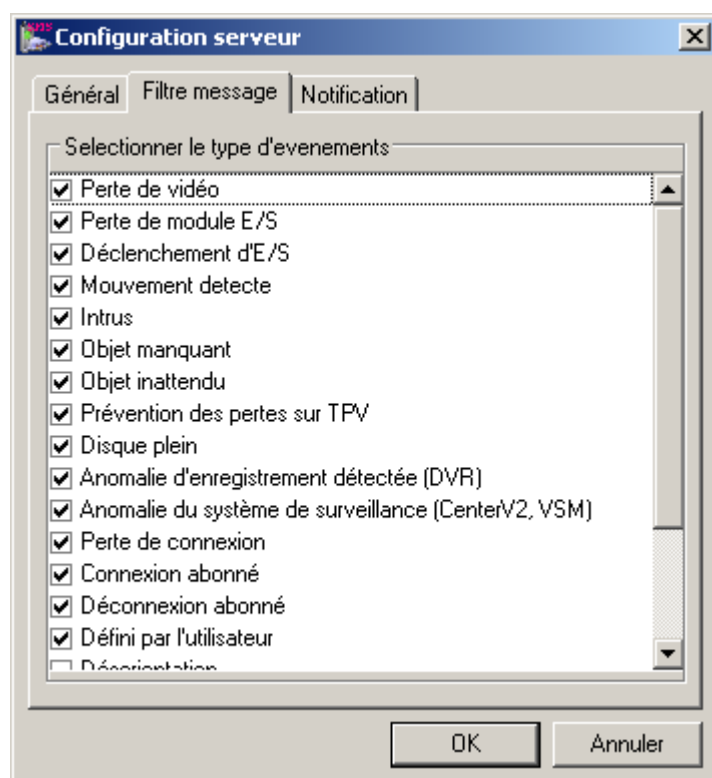 Configuration serveur
Général Filtre message Notification
Selectionner le type d'evenements
Perte de vidéo
Perte de module E/S
Déclenchement d'E/S
Mouvement detecte
Intrus
Objet manquant
Objet inattendu
Prévention des pertes sur TPV
Disque plein
Anomalie d'enregistrement détectée (DVR)
Anomalie du système de surveillance (CenterV2, VSM)
Perte de connexion
Connexion abonné
Déconnexion abonné
Défini par l'utilisateur
OK Annuler